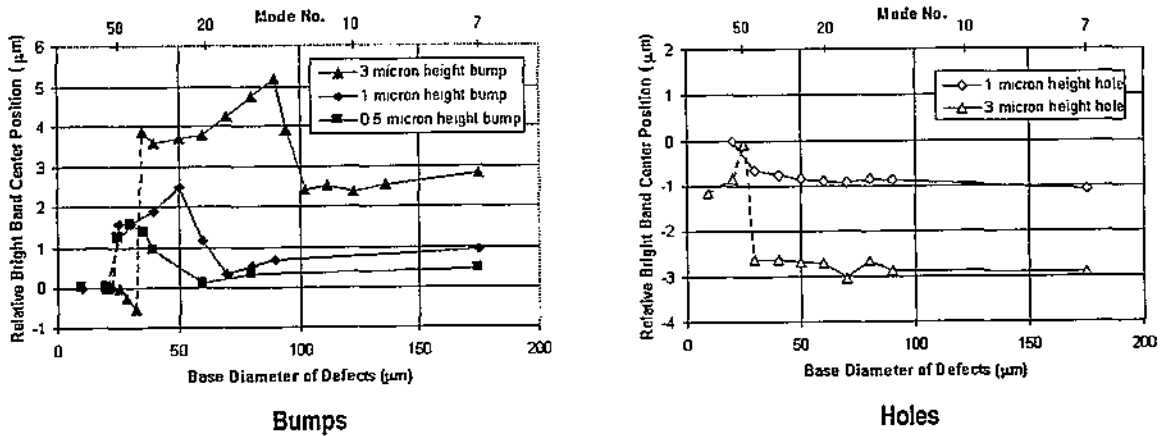 Mode No.
50 20 10 7
6
5
4
3
2
1
0
-1
Relative Bright Band Center Position (μm)
3 micron height bump
1 micron height bump
0.5 micron height bump
0 50 100 150 200
Base Diameter of Defects (μm)
Bumps
Mode No.
50 20 10 7
2
1
0
-1
-2
-3
-4
Relative Bright Band Center Position (μm)
1 micron height hole
3 micron height hole
0 50 100 150 200
Base Diameter of Defects (μm)
Holes